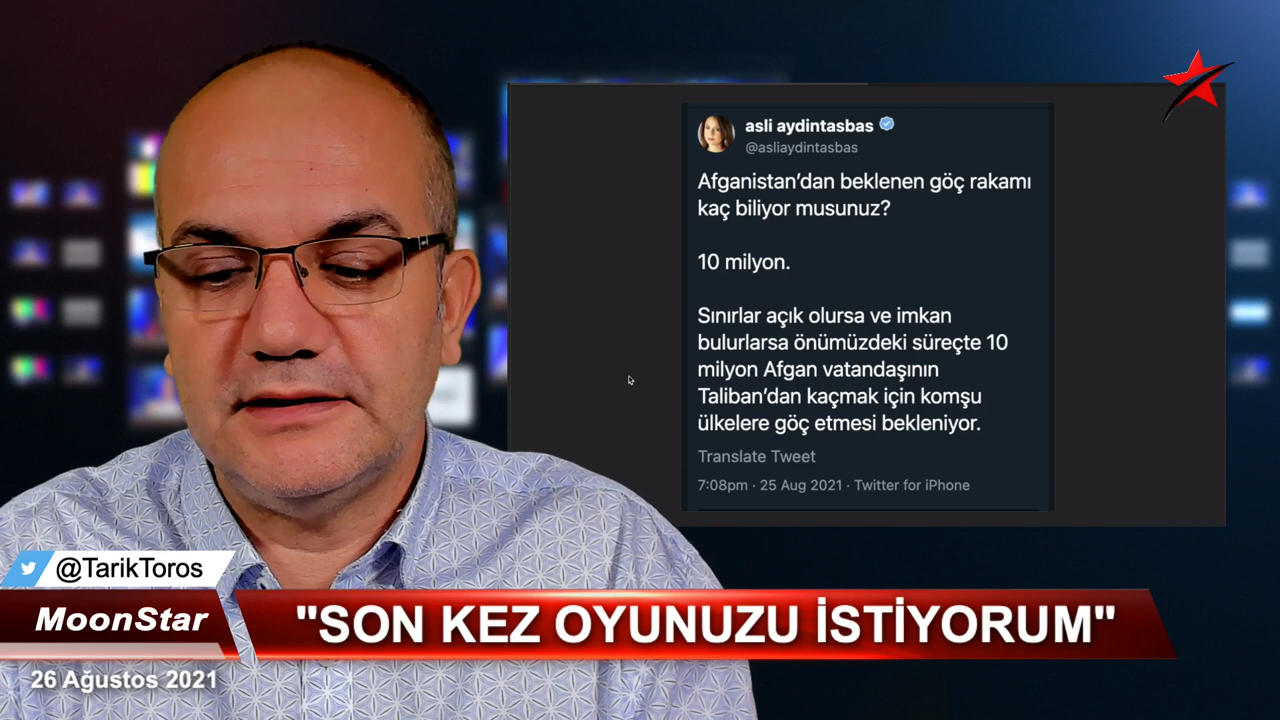 asli aydintasbas
@asliaydintasbas
Afganistan’dan beklenen göç rakamı
kaç biliyor musunuz?
10 milyon.
Sınırlar açık olursa ve imkan
bulurlarsa önümüzdeki süreçte 10
milyon Afgan vatandaşının
Taliban’dan kaçmak için komşu
ülkelere göç etmesi bekleniyor.
Translate Tweet
7:08pm · 25 Aug 2021 · Twitter for iPhone
@TarikToros
MoonStar
"SON KEZ OYUNUZU İSTİYORUM"
26 Ağustos 2021